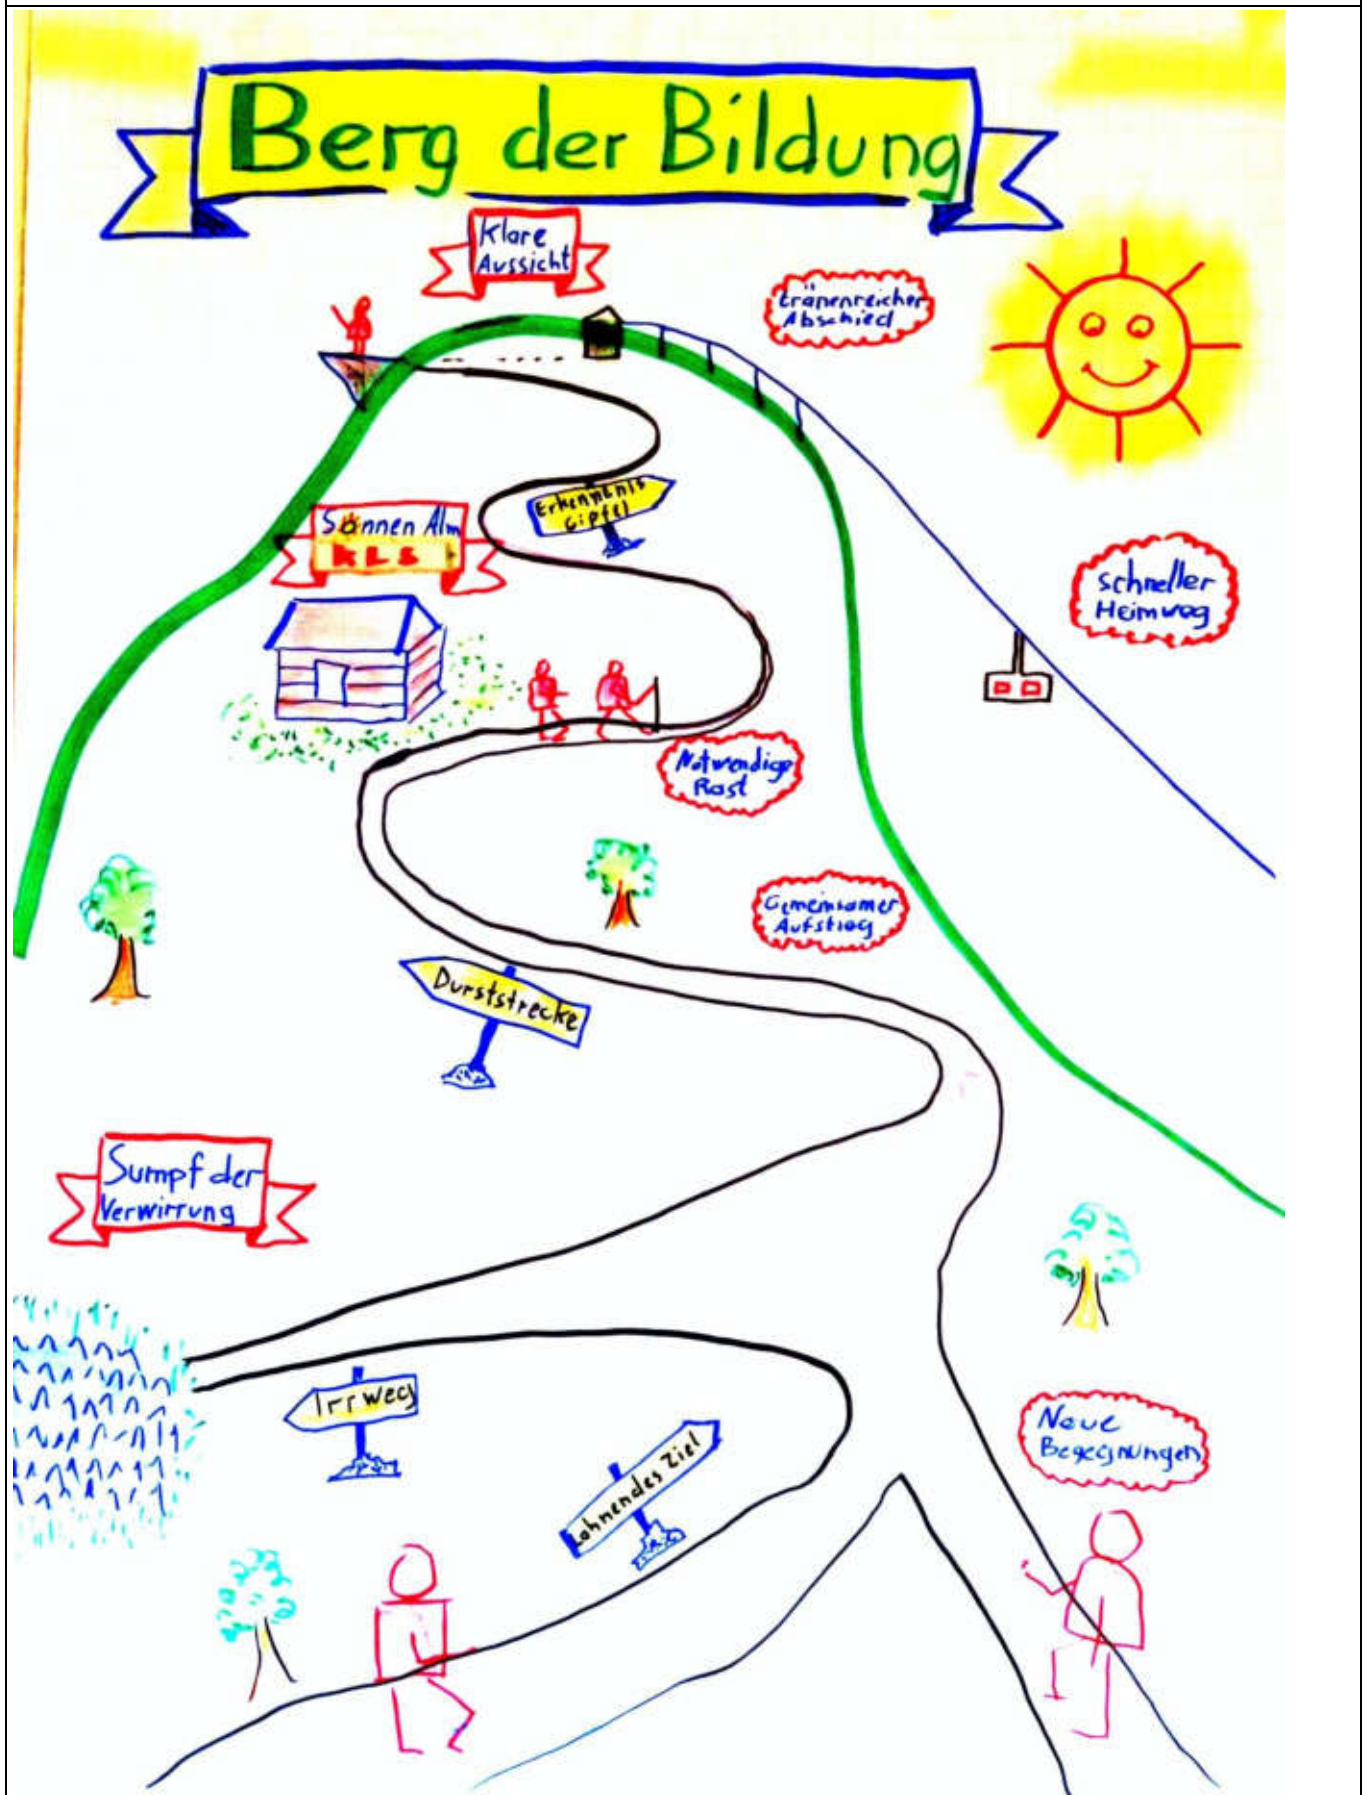 Berg der Bildung
Klare
Aussicht
tränenreicher
Abschied
Erkenntnis
Gipfel
Sonnen Alm
KLS
schneller
Heimweg
Notwendige
Rast
Gemeinsamer
Aufstieg
Durststrecke
Sumpf der
Verwirrung
Irrweg
Neue
Begegnungen
Lohnendes Ziel